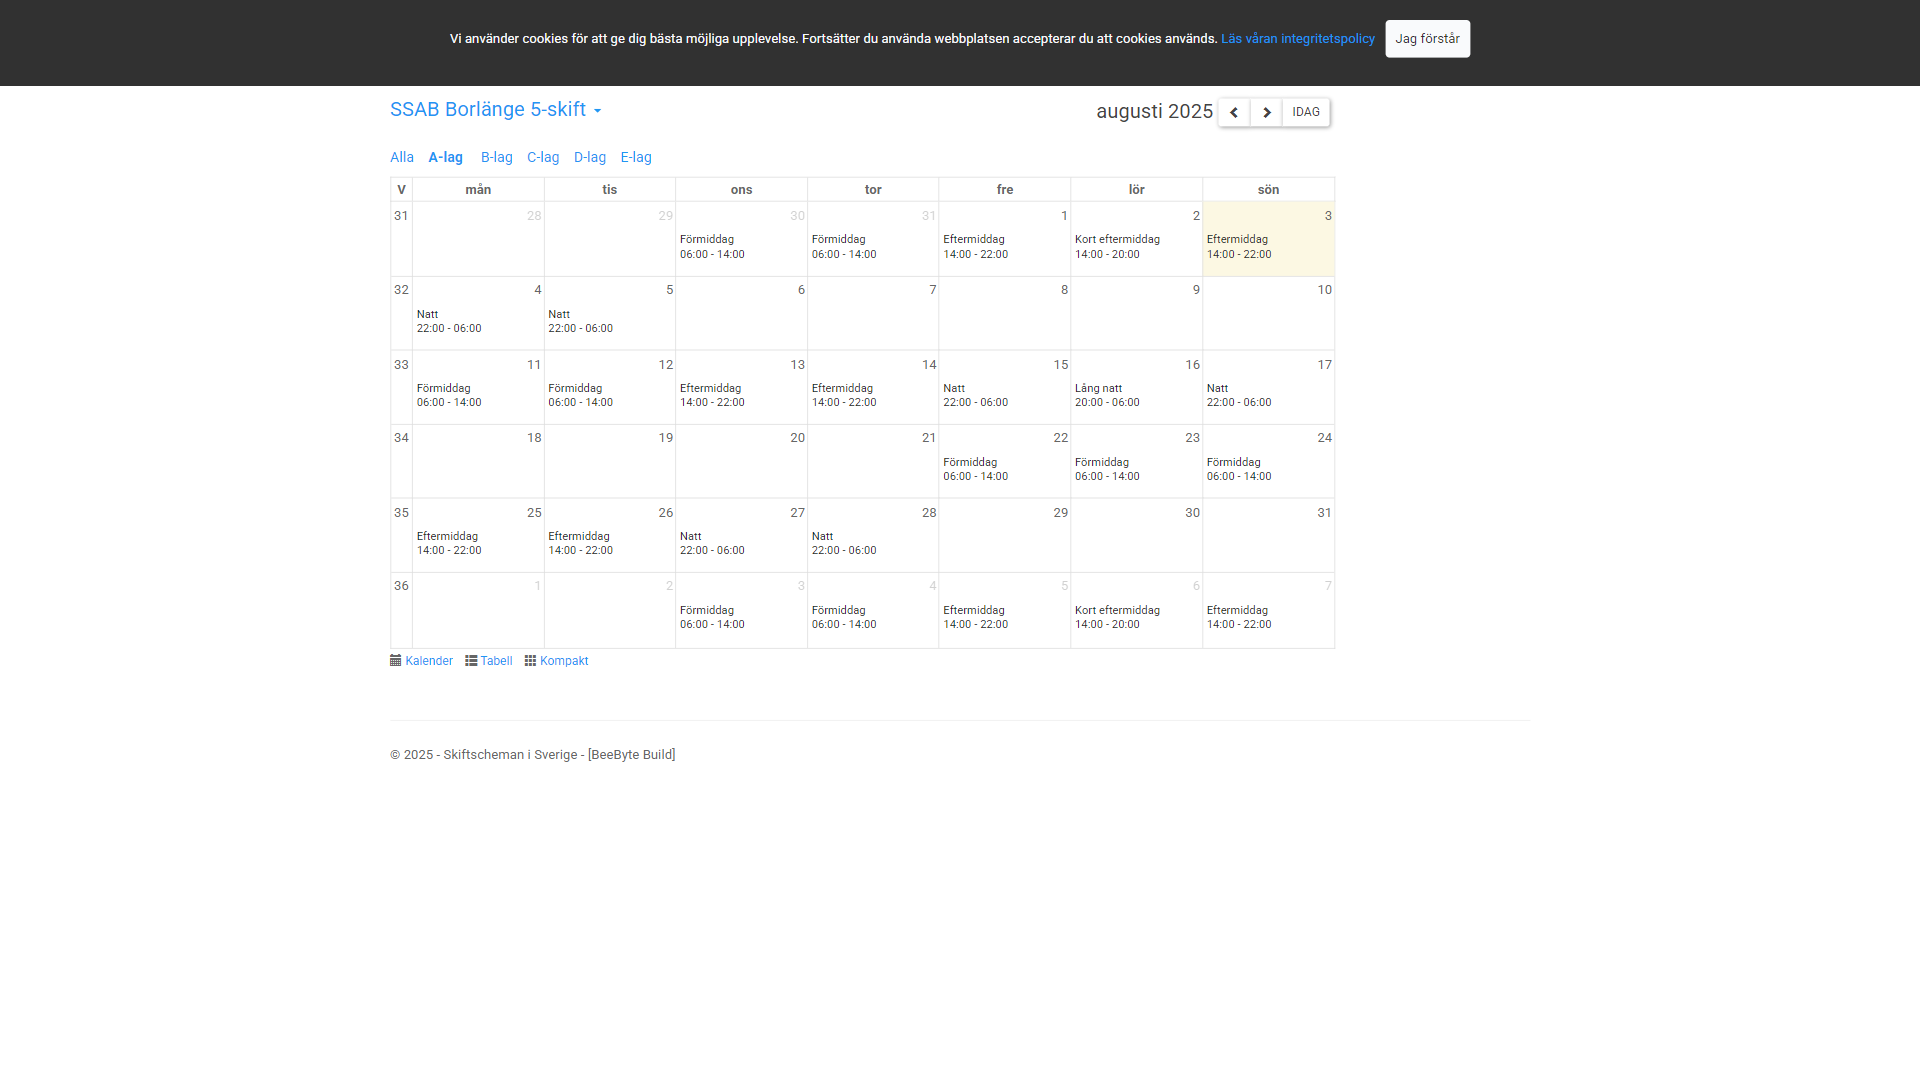 Vi använder cookies för att ge dig bästa möjliga upplevelse. Fortsätter du använda webbplatsen accepterar du att cookies används. Läs våran integritetspolicy Jag förstår
SSAB Borlänge 5-skift
augusti 2025 IDAG
Alla A-lag B-lag C-lag D-lag E-lag
V mån tis ons tor fre lör sön
31 28 29 30 31 1 2 3
Förmiddag Förmiddag Eftermiddag Kort eftermiddag Eftermiddag
06:00 - 14:00 06:00 - 14:00 14:00 - 22:00 14:00 - 20:00 14:00 - 22:00
32 4 5 6 7 8 9 10
Natt Natt
22:00 - 06:00 22:00 - 06:00
33 11 12 13 14 15 16 17
Förmiddag Förmiddag Eftermiddag Eftermiddag Natt Lång natt Natt
06:00 - 14:00 06:00 - 14:00 14:00 - 22:00 14:00 - 22:00 22:00 - 06:00 20:00 - 06:00 22:00 - 06:00
34 18 19 20 21 22 23 24
Förmiddag Förmiddag Förmiddag
06:00 - 14:00 06:00 - 14:00 06:00 - 14:00
35 25 26 27 28 29 30 31
Eftermiddag Eftermiddag Natt Natt
14:00 - 22:00 14:00 - 22:00 22:00 - 06:00 22:00 - 06:00
36 1 2 3 4 5 6 7
Förmiddag Förmiddag Eftermiddag Kort eftermiddag Eftermiddag
06:00 - 14:00 06:00 - 14:00 14:00 - 22:00 14:00 - 20:00 14:00 - 22:00
Kalender Tabell Kompakt
© 2025 - Skiftscheman i Sverige - [BeeByte Build]